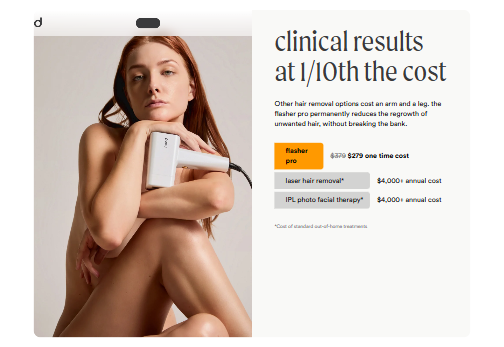 d
clinical results
at 1/10th the cost
Other hair removal options cost an arm and a leg. the
flasher pro permanently reduces the regrowth of
unwanted hair, without breaking the bank.
flasher
pro
$379 $279 one time cost
laser hair removal* $4,000+ annual cost
IPL photo facial therapy* $4,000+ annual cost
*Cost of standard out-of-home treatments